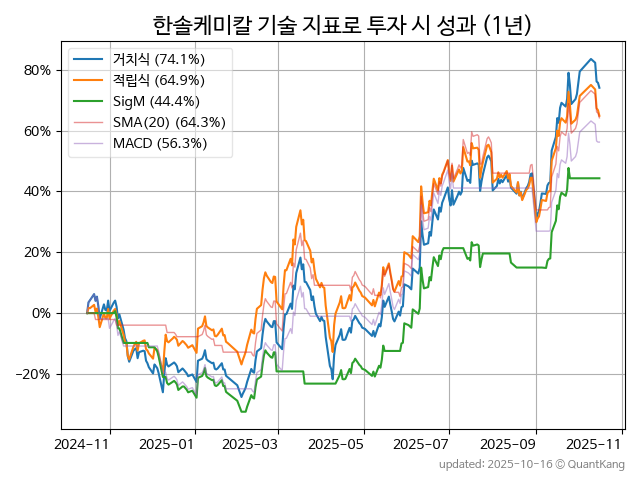 한솔케미칼 기술 지표로 투자 시 성과 (1년)
거치식 (74.1%)
적립식 (64.9%)
SigM (44.4%)
SMA(20) (64.3%)
MACD (56.3%)
80%
60%
40%
20%
0%
−20%
2024-11 2025-01 2025-03 2025-05 2025-07 2025-09 2025-11
updated: 2025-10-16 © QuantKang